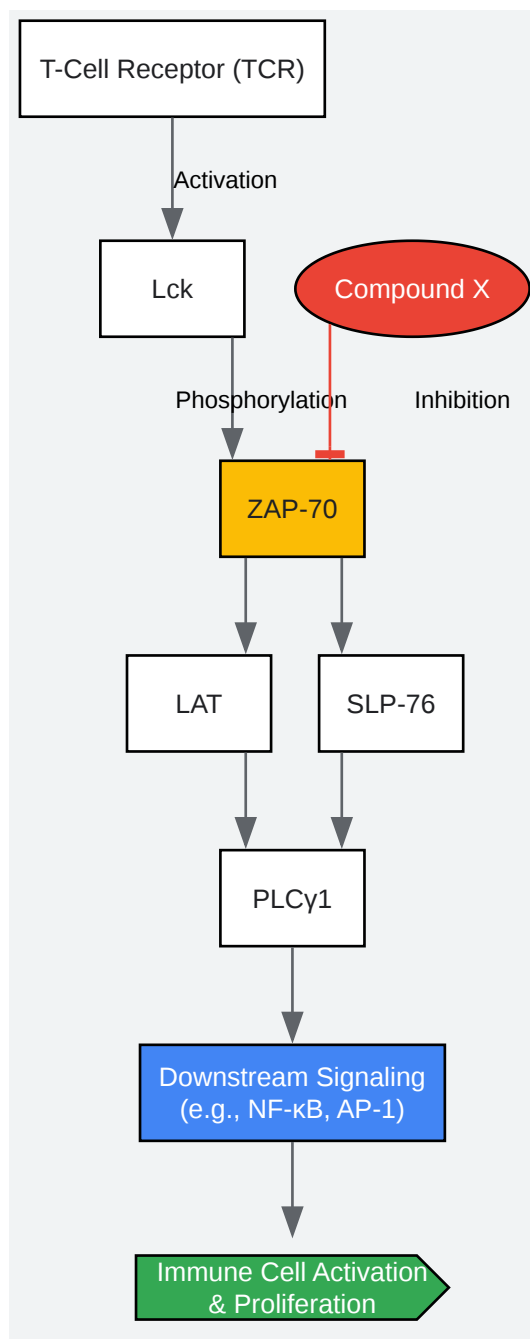 T-Cell Receptor (TCR)
Activation
Lck
Compound X
Phosphorylation
Inhibition
ZAP-70
LAT
SLP-76
PLCγ1
Downstream Signaling
(e.g., NF-κB, AP-1)
Immune Cell Activation
& Proliferation